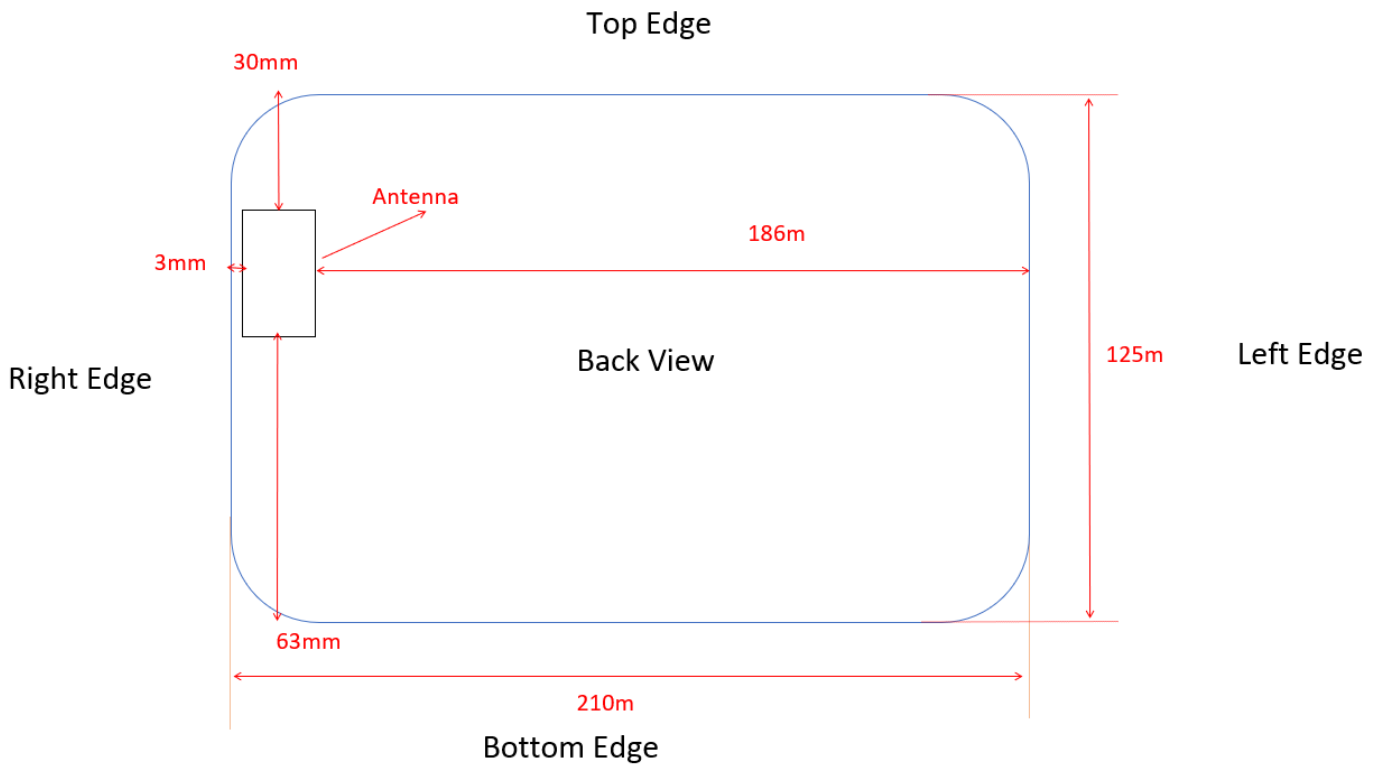 Top Edge
30mm
Antenna
186m
3mm
Back View
125m
Left Edge
Right Edge
63mm
210m
Bottom Edge